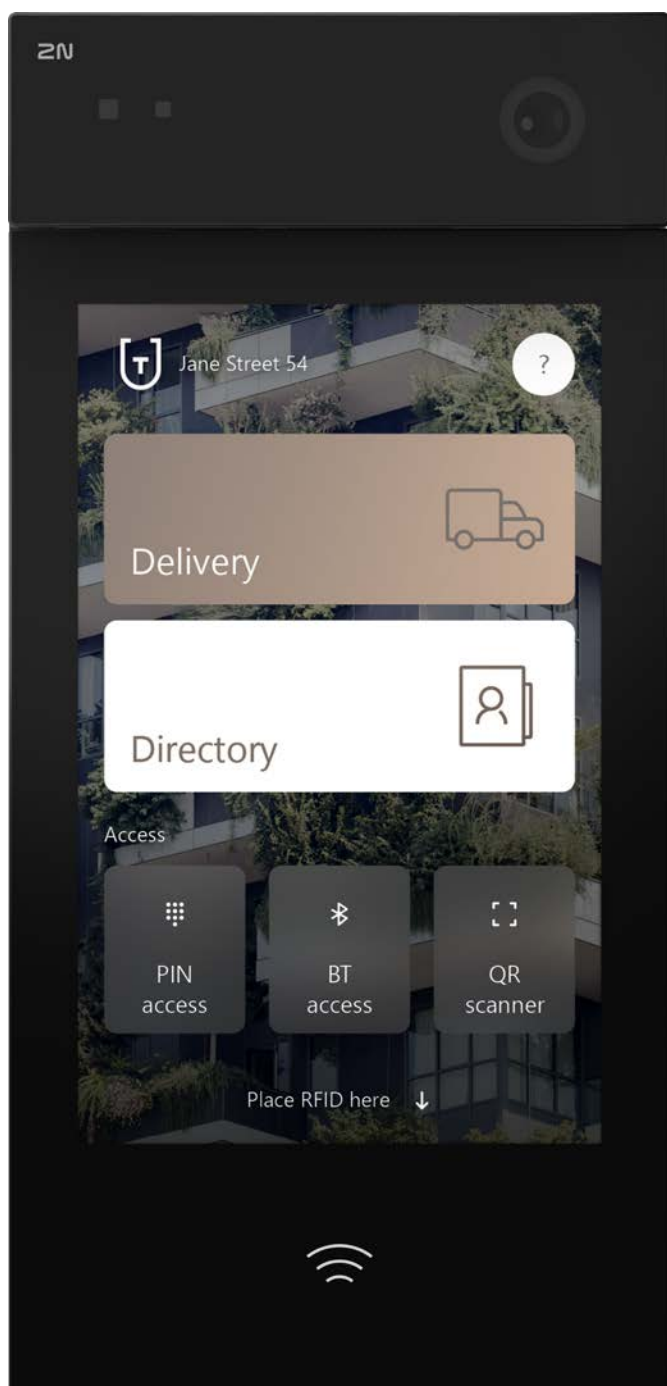 2N
Jane Street 54
?
Delivery
Directory
Access
PIN
access
BT
access
QR
scanner
Place RFID here ↓